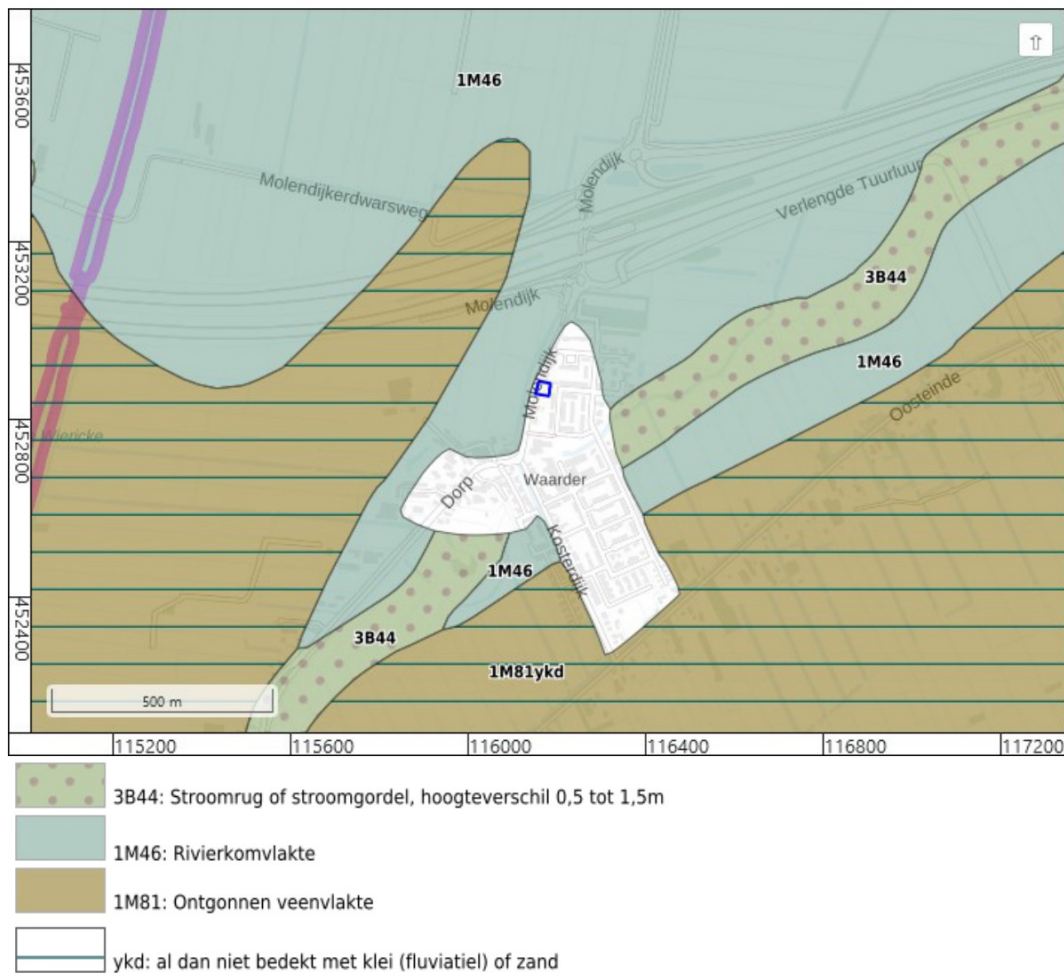 1M46
453600
Molendijk
Molendijkerdwarsweg
Verlengde Tuurluur
453200
3B44
Molendijk
1M46
Molendijk
Oosteinde
Wiericke
452800
Waarder
Dorp
Kosterdijk
1M46
452400
3B44
1M81ykd
500 m
115200 115600 116000 116400 116800 117200
3B44: Stroomrug of stroomgordel, hoogteverschil 0,5 tot 1,5m
1M46: Rivierkomvlakte
1M81: Ontgonnen veenvlakte
ykd: al dan niet bedekt met klei (fluviatiel) of zand